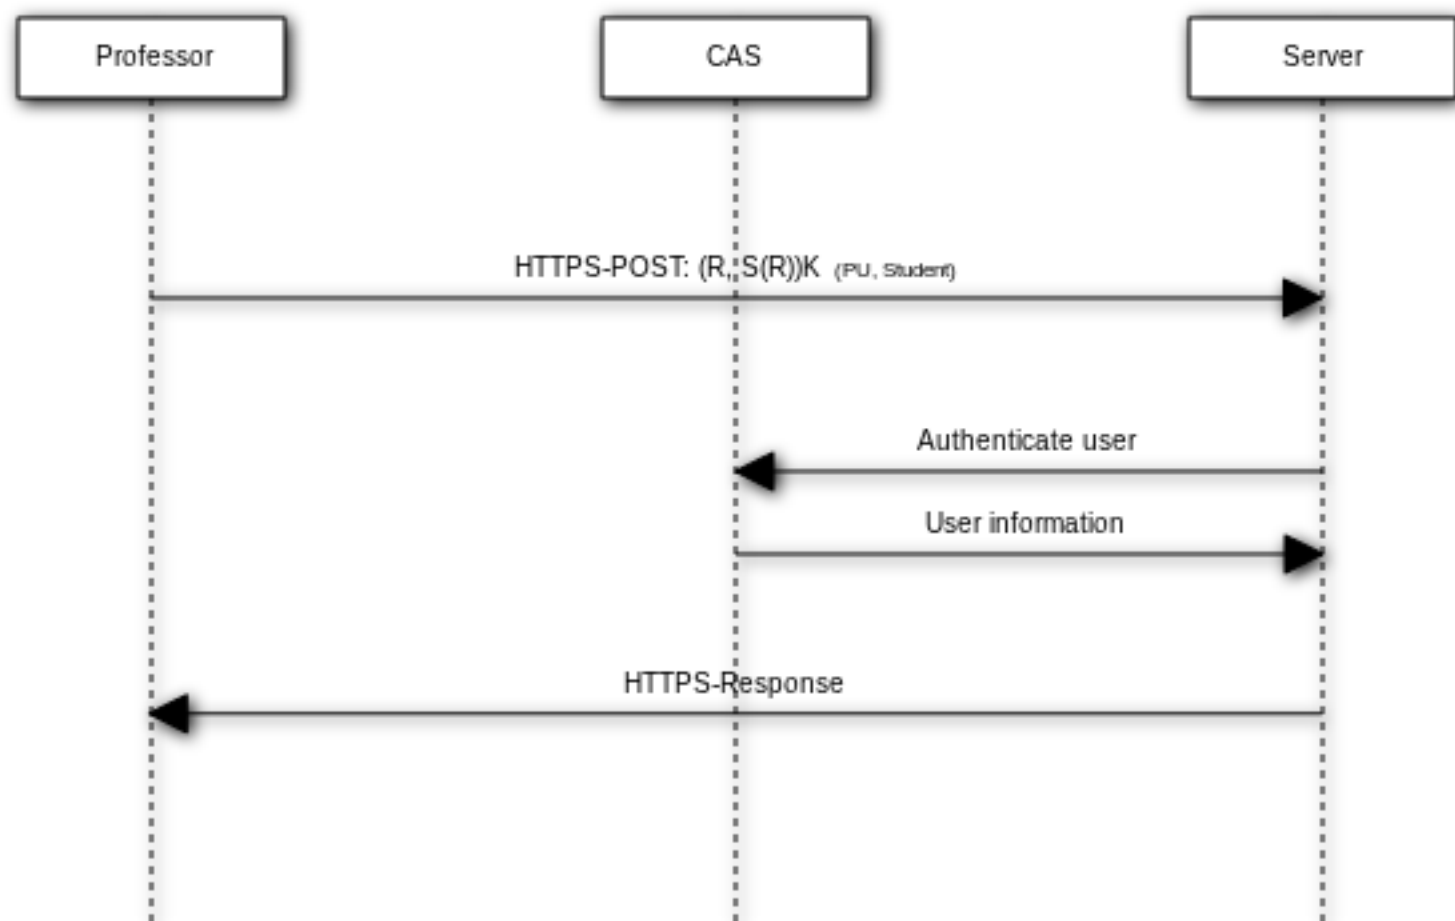 Professor
CAS
Server
HTTPS-POST: (R, S(R))K (PU, Student)
Authenticate user
User information
HTTPS-Response